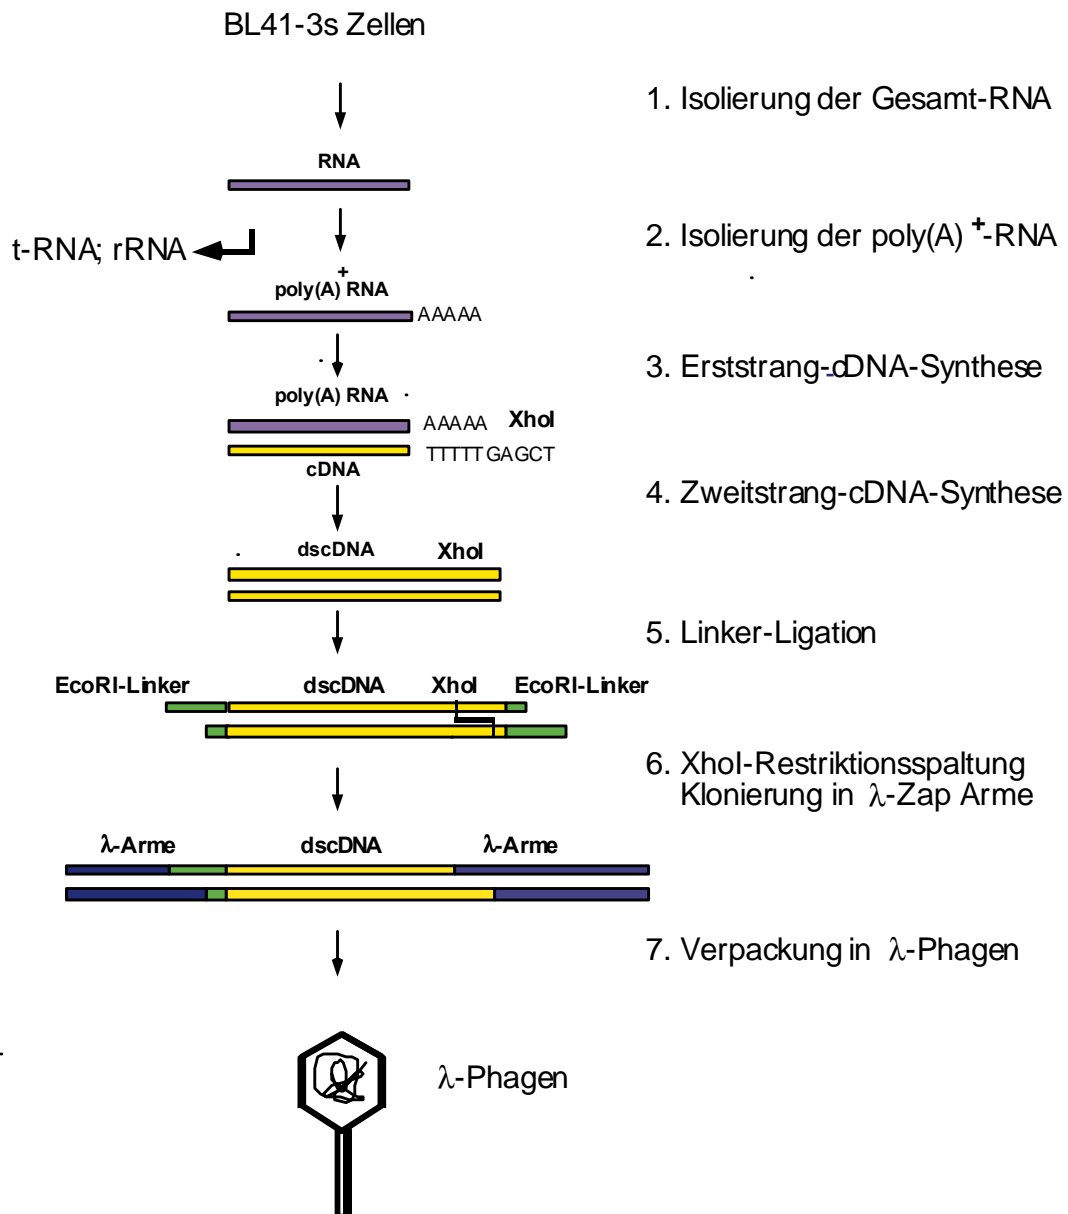 BL41-3s Zellen
1. Isolierung der Gesamt-RNA
RNA
t-RNA; rRNA
2. Isolierung der poly(A) +-RNA
+
poly(A) RNA
AAAAA
3. Erststrang-cDNA-Synthese
poly(A) RNA
AAAAA XhoI
TTTTT GAGCT
cDNA
4. Zweitstrang-cDNA-Synthese
dscDNA XhoI
5. Linker-Ligation
EcoRI-Linker dscDNA XhoI EcoRI-Linker
6. XhoI-Restriktionsspaltung
Klonierung in λ-Zap Arme
λ-Arme dscDNA λ-Arme
7. Verpackung in λ-Phagen
λ-Phagen